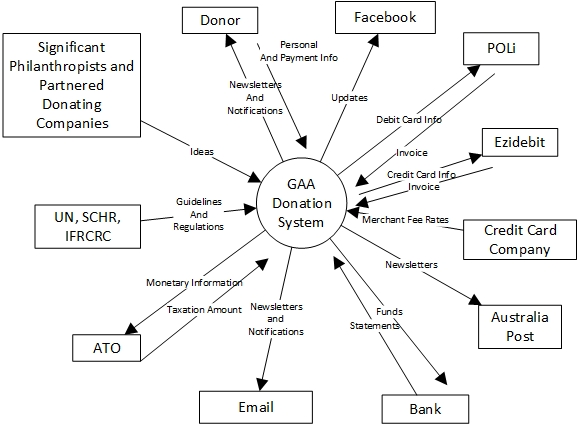 Donor
Facebook
Significant
Philanthropists and
Partnered
Donating
Companies
Personal
And Payment Info
POLi
Newsletters
And
Notifications
Updates
Debit Card Info
Ideas
Invoice
Ezidebit
GAA
Donation
System
Credit Card Info
Invoice
UN, SCHR,
IFRCRC
Guidelines
And
Regulations
Merchant Fee Rates
Credit Card
Company
Newsletters
Monetary Information
Taxation Amount
Newsletters
and
Notifications
Funds
Statements
Australia
Post
ATO
Email
Bank